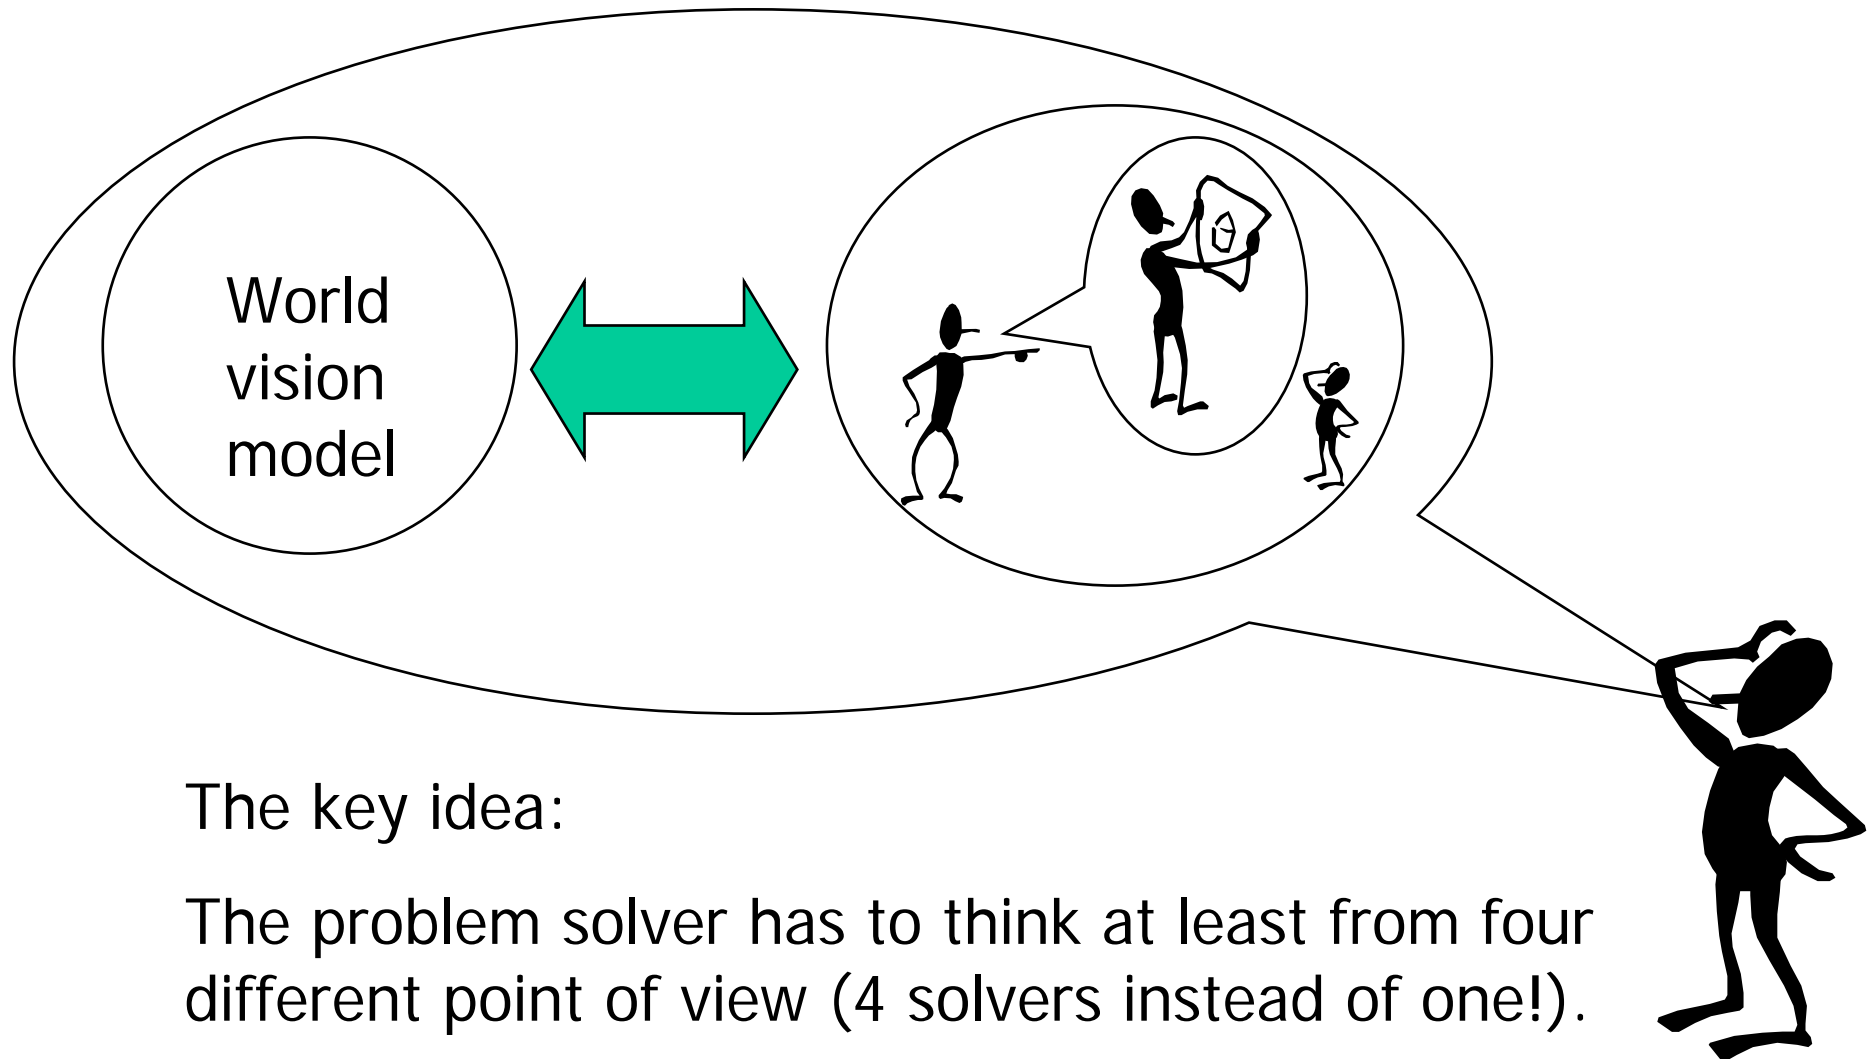 World
vision
model
The key idea:
The problem solver has to think at least from four
different point of view (4 solvers instead of one!).